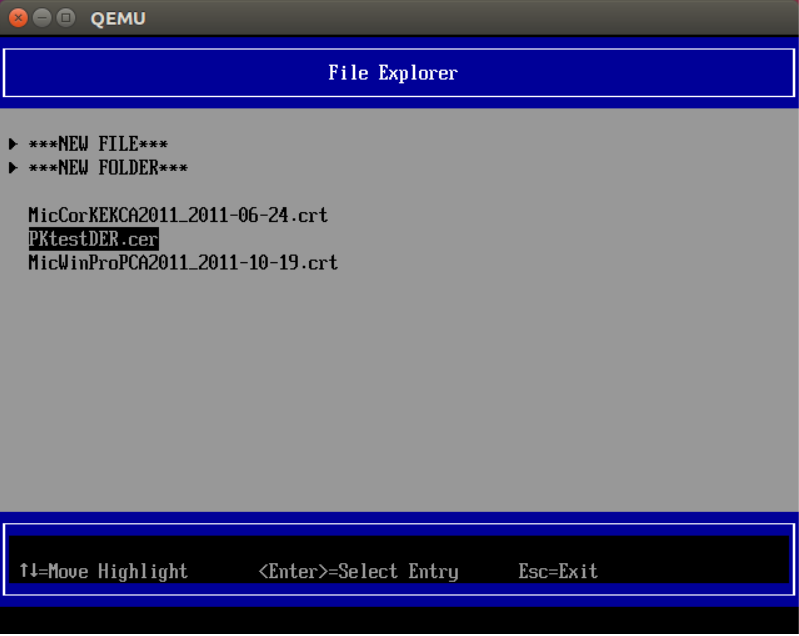 QEMU
File Explorer
***NEW FILE***
***NEW FOLDER***
MicCorKEKCA2011_2011-06-24.crt
PKtestDER.cer
MicWinProPCA2011_2011-10-19.crt
↑↓=Move Highlight <Enter>=Select Entry Esc=Exit